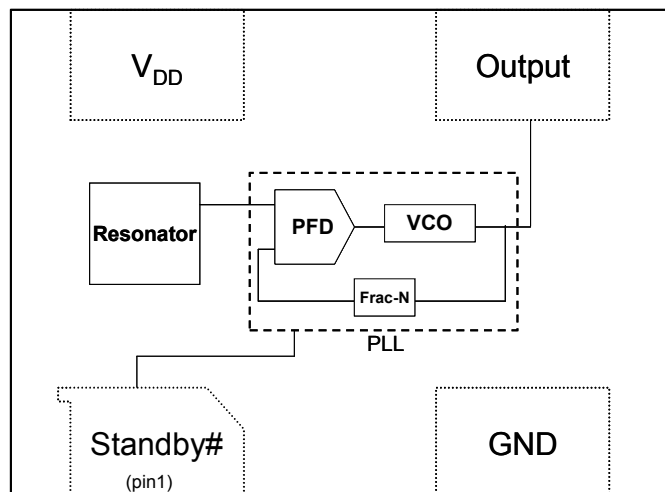 VDD
Output
Resonator
PFD
VCO
Frac-N
PLL
Standby#
(pin1)
GND